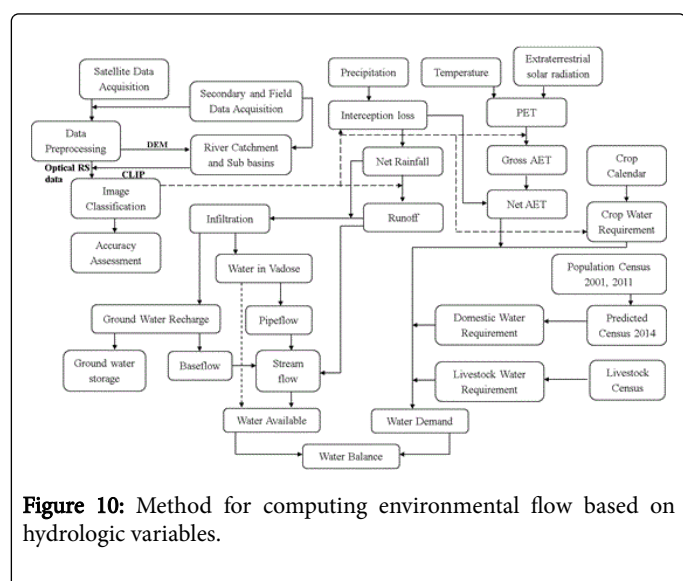 Satellite Data
Acquisition
Secondary and Field
Data Acquisition
Data
Preprocessing
DEM
River Catchment
and Sub basins
Optical RS
data
CLIP
Image
Classification
Accuracy
Assessment
Precipitation
Temperature
Extraterrestrial
solar radiation
Interception loss
PET
Net Rainfall
Gross AET
Crop
Calendar
Infiltration
Runoff
Net AET
Crop Water
Requirement
Water in Vadose
Population Census
2001, 2011
Ground Water Recharge
Pipeflow
Domestic Water
Requirement
Predicted
Census 2014
Ground water
storage
Baseflow
Stream
flow
Livestock Water
Requirement
Livestock
Census
Water Available
Water Demand
Water Balance
Figure 10: Method for computing environmental flow based on
hydrologic variables.